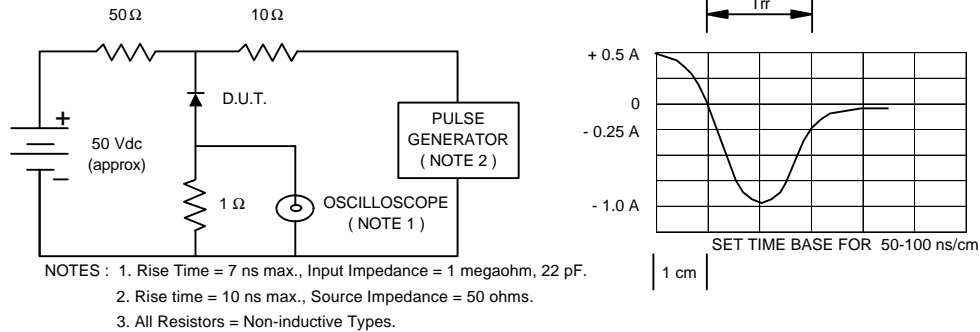 50 Ω
10 Ω
Trr
+ 0.5 A
0
- 0.25 A
- 1.0 A
+
50 Vdc
(approx)
−
D.U.T.
1 Ω
OSCILLOSCOPE
( NOTE 1 )
PULSE
GENERATOR
( NOTE 2 )
SET TIME BASE FOR 50-100 ns/cm
1 cm
NOTES : 1. Rise Time = 7 ns max., Input Impedance = 1 megaohm, 22 pF.
2. Rise time = 10 ns max., Source Impedance = 50 ohms.
3. All Resistors = Non-inductive Types.